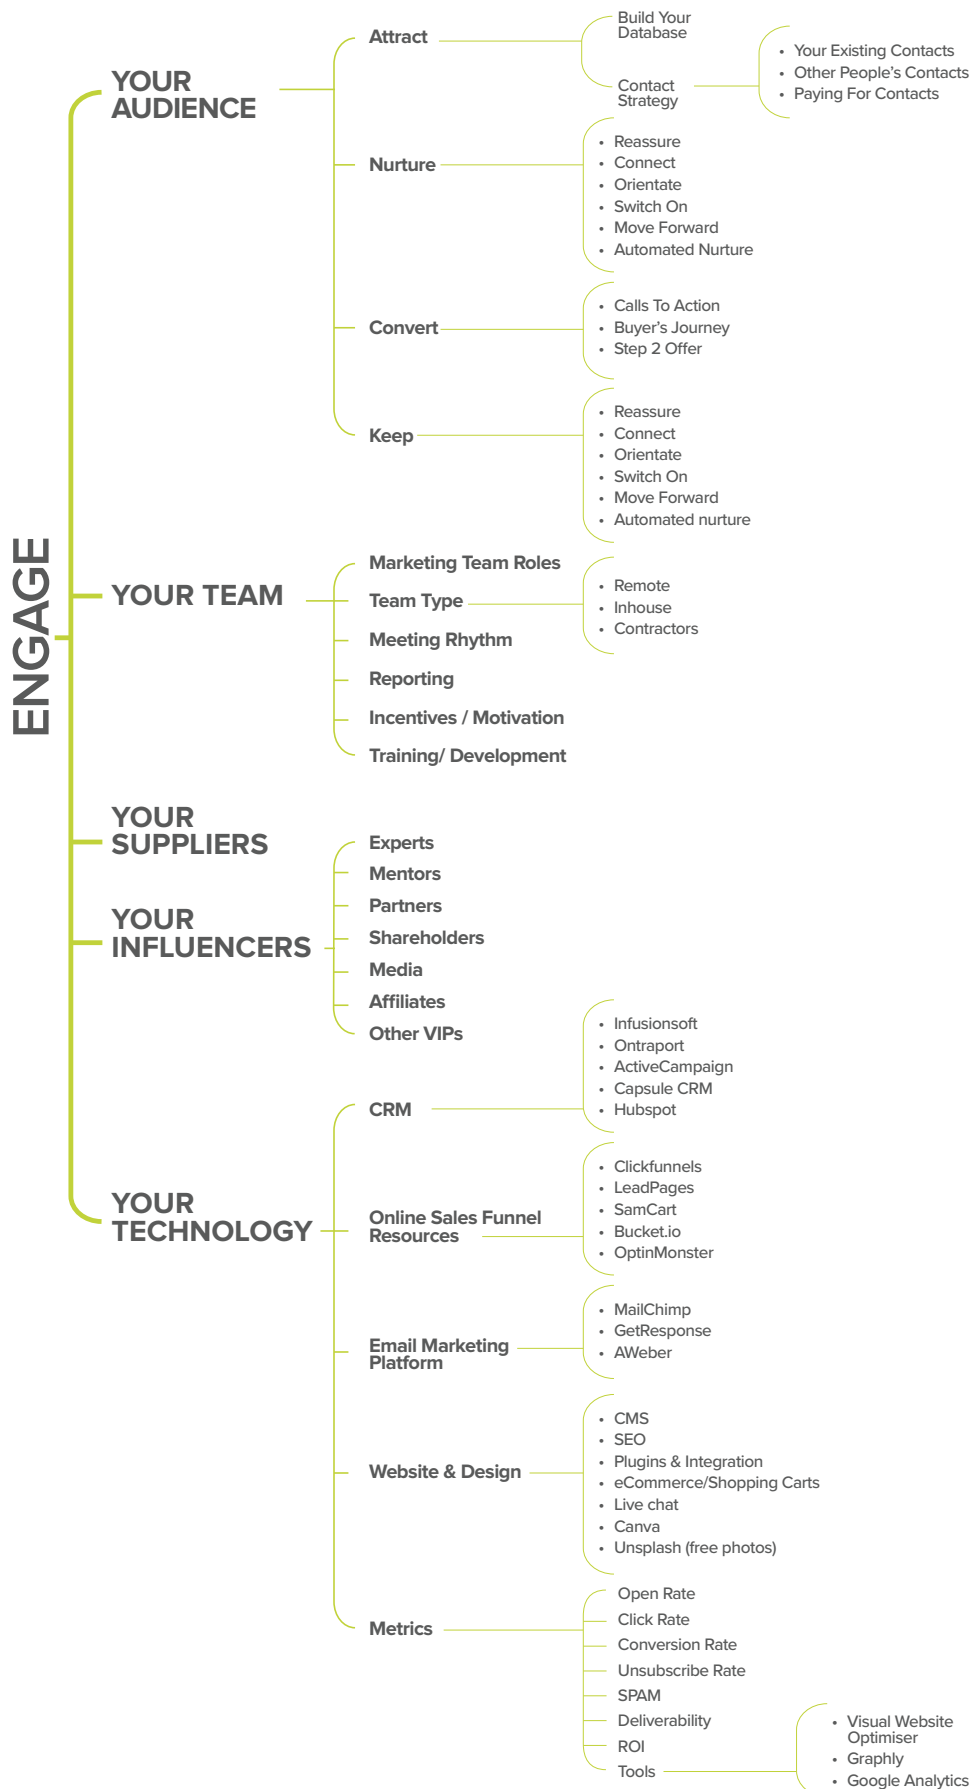 ENGAGE
YOUR
AUDIENCE
Attract
Build Your
Database
Contact
Strategy
• Your Existing Contacts
• Other People's Contacts
• Paying For Contacts
Nurture
• Reassure
• Connect
• Orientate
• Switch On
• Move Forward
• Automated Nurture
Convert
• Calls To Action
• Buyer's Journey
• Step 2 Offer
Keep
• Reassure
• Connect
• Orientate
• Switch On
• Move Forward
• Automated nurture
YOUR TEAM
Marketing Team Roles
Team Type
• Remote
• Inhouse
• Contractors
Meeting Rhythm
Reporting
Incentives / Motivation
Training/ Development
YOUR
SUPPLIERS
YOUR
INFLUENCERS
Experts
Mentors
Partners
Shareholders
Media
Affiliates
Other VIPs
YOUR
TECHNOLOGY
CRM
• Infusionsoft
• Ontraport
• ActiveCampaign
• Capsule CRM
• Hubspot
Online Sales Funnel
Resources
• Clickfunnels
• LeadPages
• SamCart
• Bucket.io
• OptinMonster
Email Marketing
Platform
• MailChimp
• GetResponse
• AWeber
Website & Design
• CMS
• SEO
• Plugins & Integration
• eCommerce/Shopping Carts
• Live chat
• Canva
• Unsplash (free photos)
Metrics
Open Rate
Click Rate
Conversion Rate
Unsubscribe Rate
SPAM
Deliverability
ROI
Tools
• Visual Website
Optimiser
• Graphly
• Google Analytics